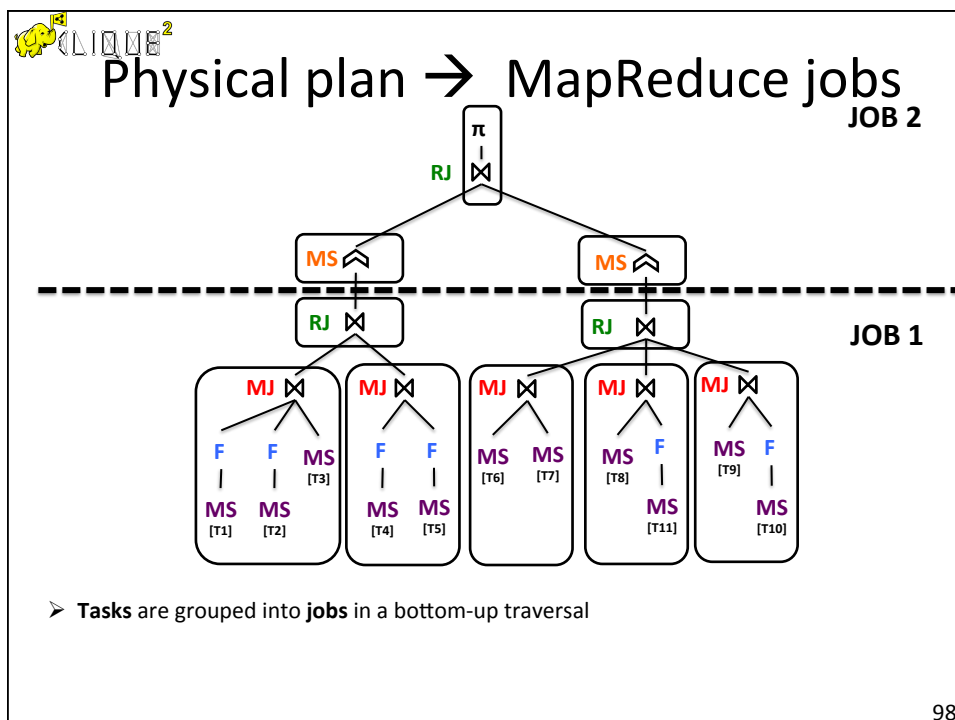 CLIQUE²
Physical plan → MapReduce jobs
JOB 2
π
RJ ⋈
MS MS
RJ ⋈ RJ ⋈
JOB 1
MJ ⋈ MJ ⋈ MJ ⋈ MJ ⋈ MJ ⋈
F F MS F F MS MS MS F MS F
[T3] [T6] [T7] [T8] [T9]
MS MS MS MS MS MS
[T1] [T2] [T4] [T5] [T11] [T10]
➢ Tasks are grouped into jobs in a bottom-up traversal
98